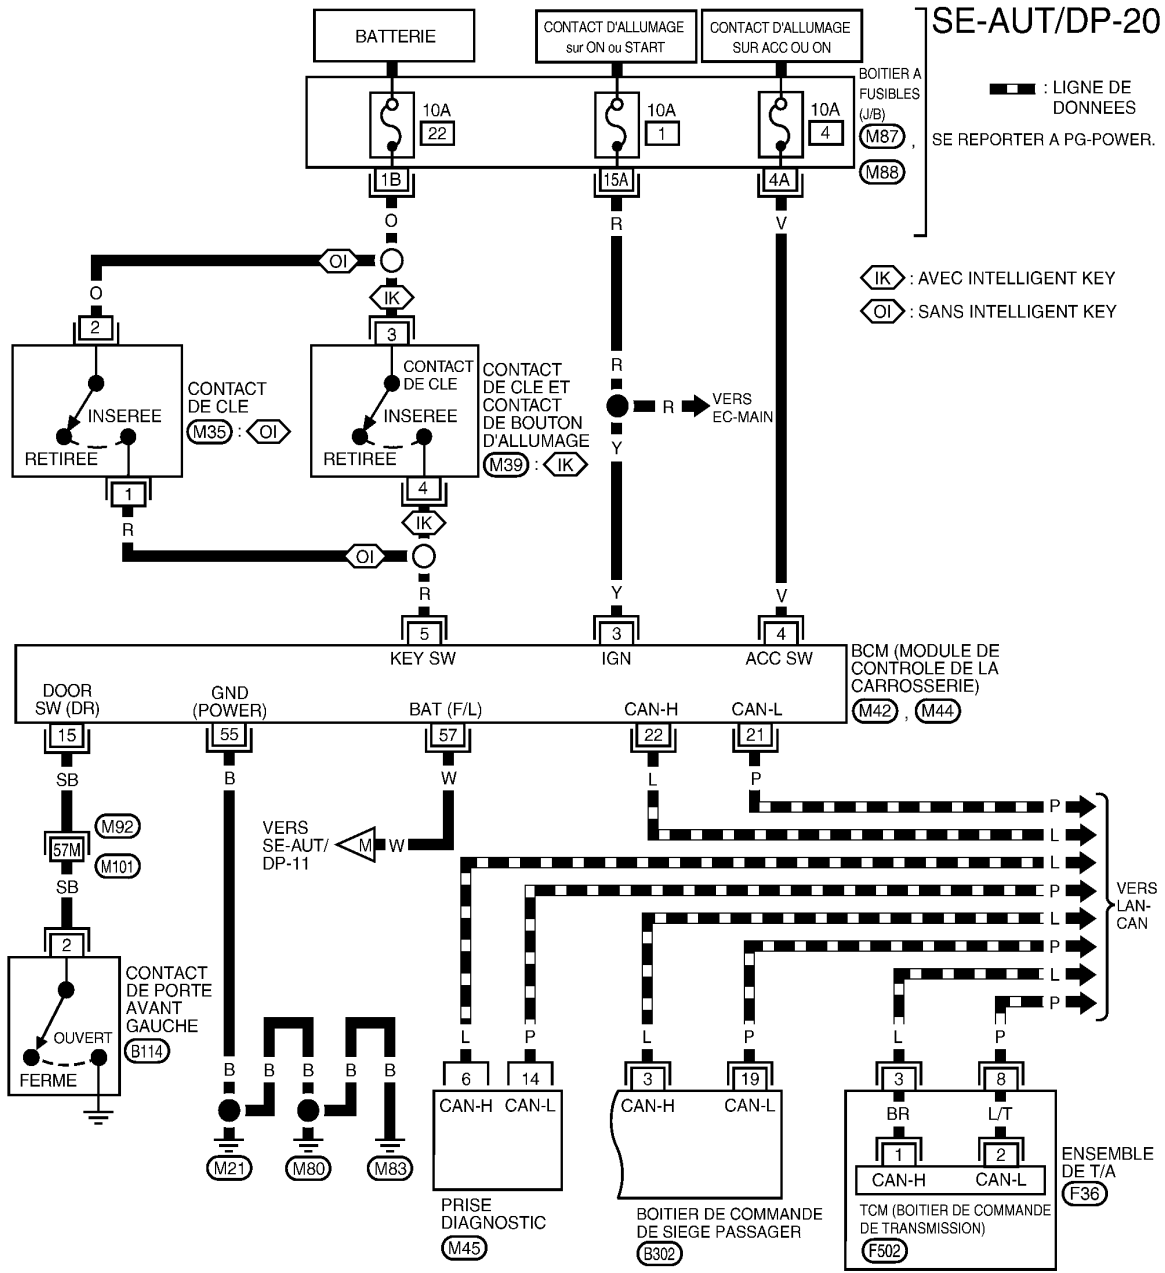 SE-AUT/DP-20
BATTERIE
CONTACT D'ALLUMAGE
sur ON ou START
CONTACT D'ALLUMAGE
SUR ACC OU ON
10A
22
10A
1
10A
4
BOITIER A
FUSIBLES
(J/B)
M87 ,
M88
: LIGNE DE
DONNEES
SE REPORTER A PG-POWER.
1B
15A
4A
O
R
V
OI
IK
IK : AVEC INTELLIGENT KEY
OI : SANS INTELLIGENT KEY
O
2
3
INSEREE
RETIREE
CONTACT
DE CLE
M35 : OI
CONTACT
DE CLE
INSEREE
RETIREE
CONTACT
DE CLE ET
CONTACT
DE BOUTON
D'ALLUMAGE
M39 : IK
R
R
VERS
EC-MAIN
Y
1
4
R
IK
OI
R
Y
V
5
3
4
KEY SW
IGN
ACC SW
BCM (MODULE DE
CONTROLE DE LA
CARROSSERIE)
M42 , M44
DOOR
SW (DR)
GND
(POWER)
BAT (F/L)
CAN-H
CAN-L
15
55
57
22
21
SB
B
W
L
P
M92
57M
M101
SB
2
VERS
SE-AUT/
DP-11
M
W
P
L
L
P
L
P
L
P
VERS
LAN-
CAN
CONTACT
DE PORTE
AVANT
GAUCHE
B114
OUVERT
FERME
B
B
B
B
B
M21
M80
M83
L
P
L
P
L
P
6
14
3
19
3
8
CAN-H
CAN-L
CAN-H
CAN-L
BR
L/T
1
2
CAN-H
CAN-L
PRISE
DIAGNOSTIC
M45
BOITIER DE COMMANDE
DE SIEGE PASSAGER
B302
TCM (BOITIER DE COMMANDE
DE TRANSMISSION)
F502
ENSEMBLE
DE T/A
F36